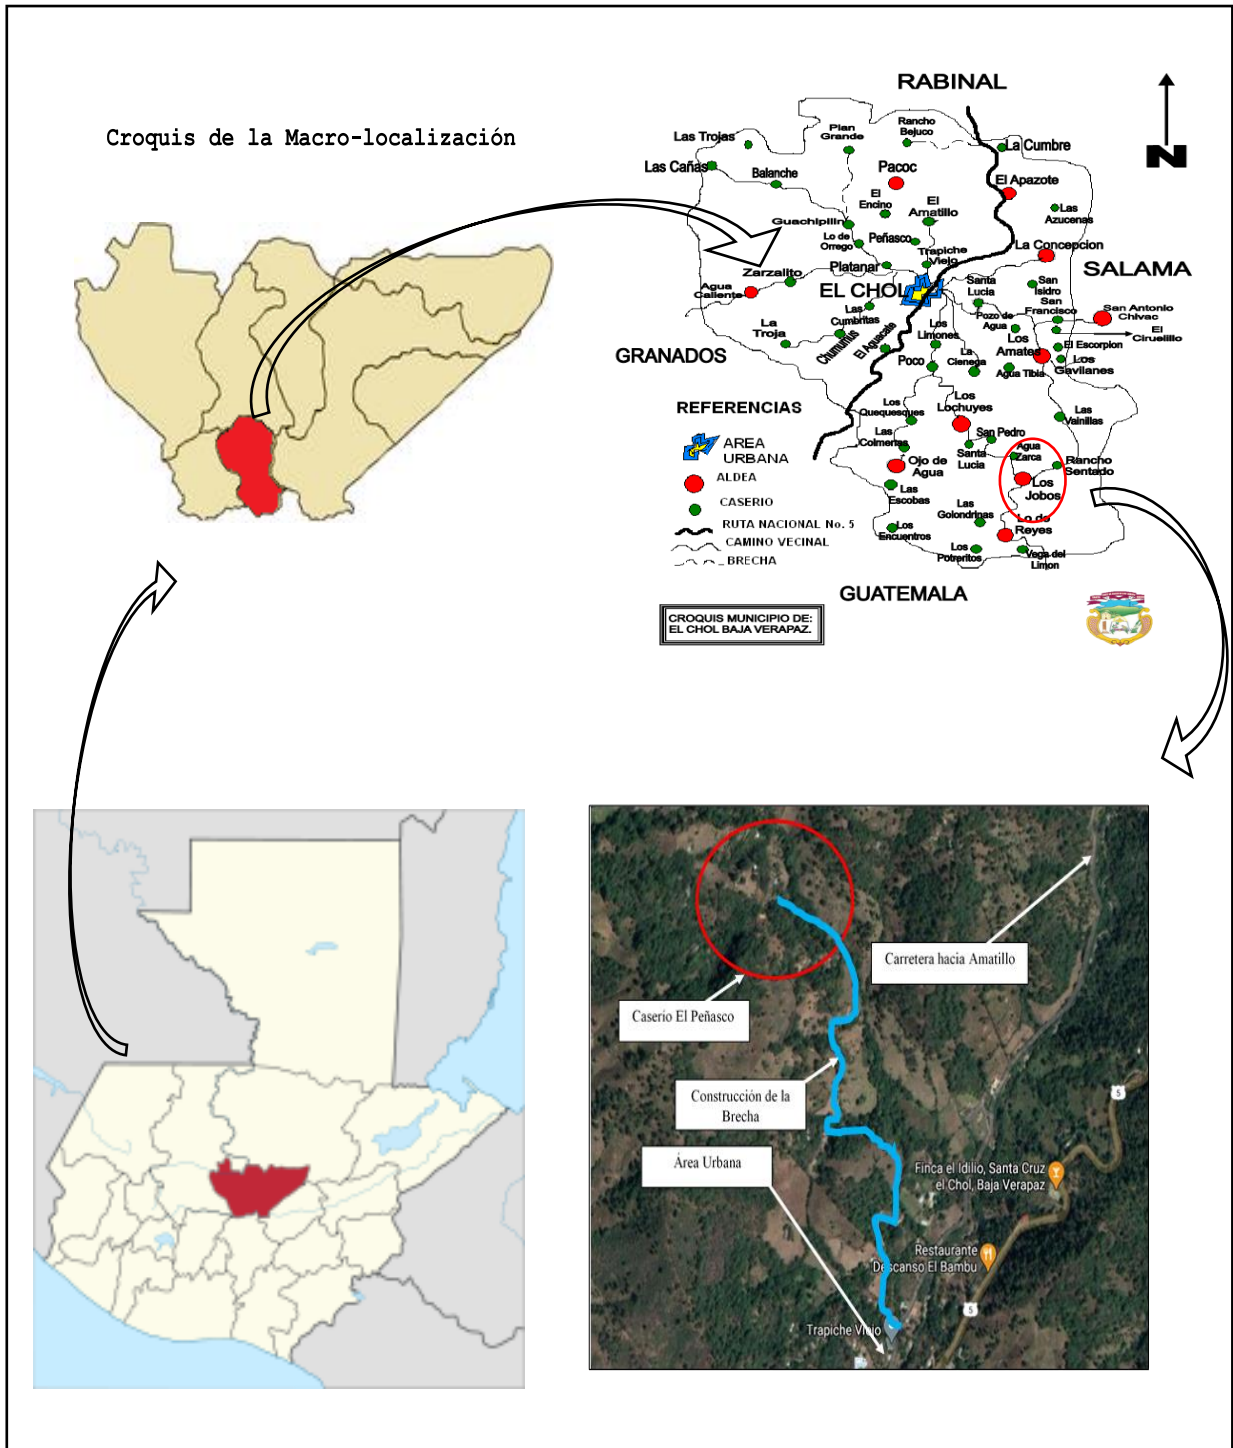 Croquis de la Macro-localización
RABINAL
N
Las Trojas
Plan
Grande
Rancho
Bejuco
La Cumbre
Las Cañas
Balanche
Pacoc
El Apazote
El
Encino
El
Amatillo
Las
Azucenas
Guachipilin
Lo de
Orrego
Peñasco
Trapiche
Viejo
La Concepcion
SALAMA
Zarzalito
Platanar
Agua
Caliente
EL CHOL
Santa
Lucia
San
Isidro
San
Francisco
San Antonio
Chivac
Las
Cumbritas
La
Troja
Chumumus
El Aguacate
Los
Limones
Pozo de
Agua
Los
Amates
El
Ciruelillo
El Escorpion
Los
Gavilanes
GRANADOS
Poco
La
Cienega
Agua Tibia
Los
Quequesques
Los
Lochuyes
Las
Vainillas
Las
Colmenas
San Pedro
Santa
Lucia
Agua
Zarca
Rancho
Sentado
Ojo de
Agua
Los
Jobos
Las
Escobas
Las
Golondrinas
Lo de
Reyes
Los
Encuentros
Los
Potreritos
Vega del
Limon
REFERENCIAS
AREA
URBANA
ALDEA
CASERIO
RUTA NACIONAL No. 5
CAMINO VECINAL
BRECHA
GUATEMALA
CROQUIS MUNICIPIO DE:
EL CHOL BAJA VERAPAZ.
Carretera hacia Amatillo
Caserio El Peñasco
Construcción de la
Brecha
5
Área Urbana
Finca el Idilio, Santa Cruz
el Chol, Baja Verapaz
Restaurante
Descanso El Bambu
5
Trapiche Viejo